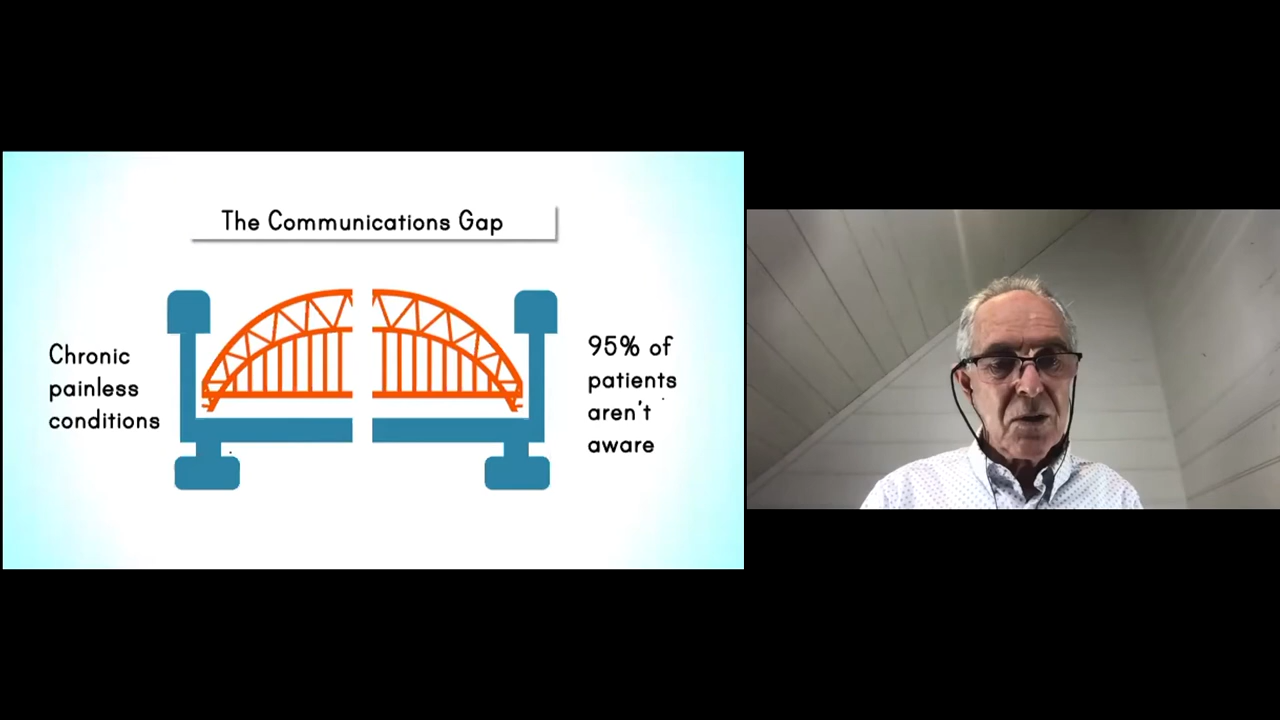 The Communications Gap
Chronic
painless
conditions
95% of
patients
aren't
aware